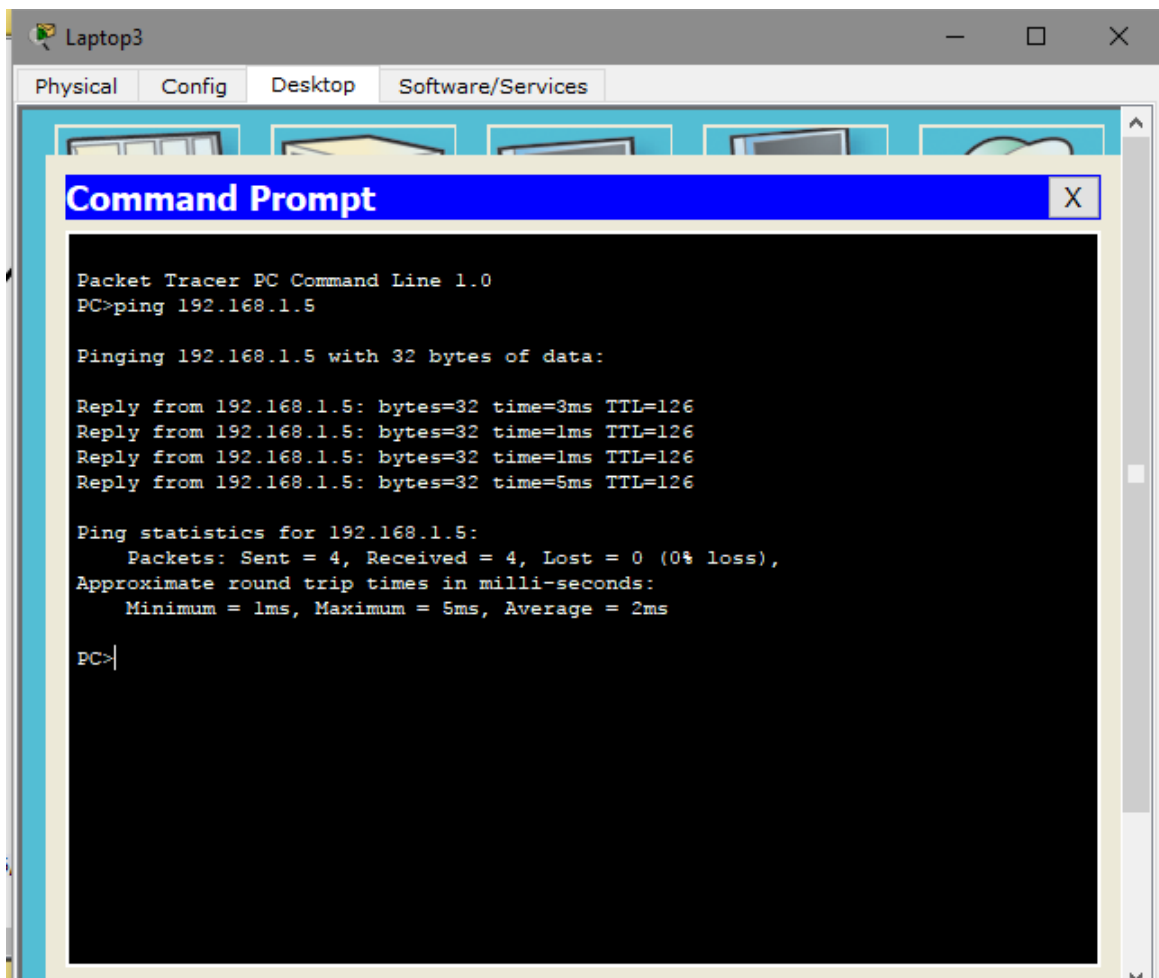 Laptop3
Physical Config Desktop Software/Services
Command Prompt X
Packet Tracer PC Command Line 1.0
PC>ping 192.168.1.5
Pinging 192.168.1.5 with 32 bytes of data:
Reply from 192.168.1.5: bytes=32 time=3ms TTL=126
Reply from 192.168.1.5: bytes=32 time=1ms TTL=126
Reply from 192.168.1.5: bytes=32 time=1ms TTL=126
Reply from 192.168.1.5: bytes=32 time=5ms TTL=126
Ping statistics for 192.168.1.5:
Packets: Sent = 4, Received = 4, Lost = 0 (0% loss),
Approximate round trip times in milli-seconds:
Minimum = 1ms, Maximum = 5ms, Average = 2ms
PC>